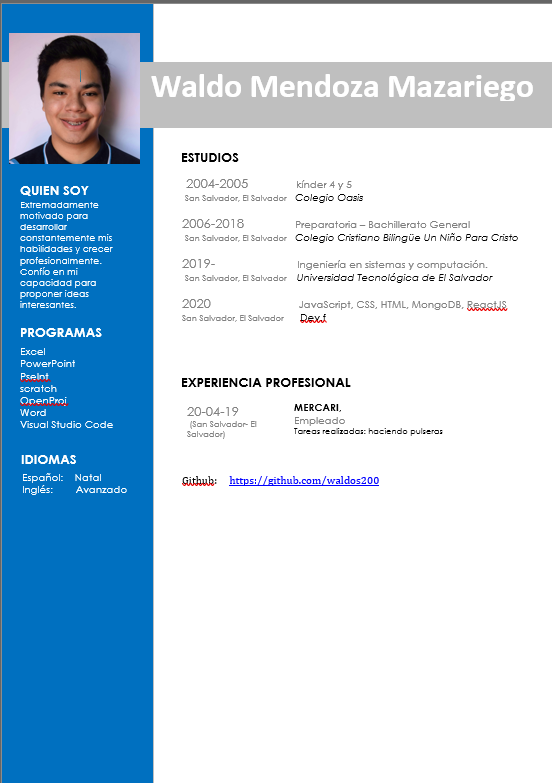 Waldo Mendoza Mazariego
QUIEN SOY
Extremadamente
motivado para
desarrollar
constantemente mis
habilidades y crecer
profesionalmente.
Confío en mi
capacidad para
proponer ideas
interesantes.
PROGRAMAS
Excel
PowerPoint
PseInt
scratch
OpenProj
Word
Visual Studio Code
IDIOMAS
Español: Natal
Inglés: Avanzado
ESTUDIOS
2004-2005 kínder 4 y 5
San Salvador, El Salvador Colegio Oasis
2006-2018 Preparatoria – Bachillerato General
San Salvador, El Salvador Colegio Cristiano Bilingüe Un Niño Para Cristo
2019- Ingeniería en sistemas y computación.
San Salvador, El Salvador Universidad Tecnológica de El Salvador
2020 JavaScript, CSS, HTML, MongoDB, ReactJS
San Salvador, El Salvador Dev.f
EXPERIENCIA PROFESIONAL
20-04-19 MERCARI,
(San Salvador- El Empleado
Salvador) Tareas realizadas: haciendo pulseras
Github: https://github.com/waldos200